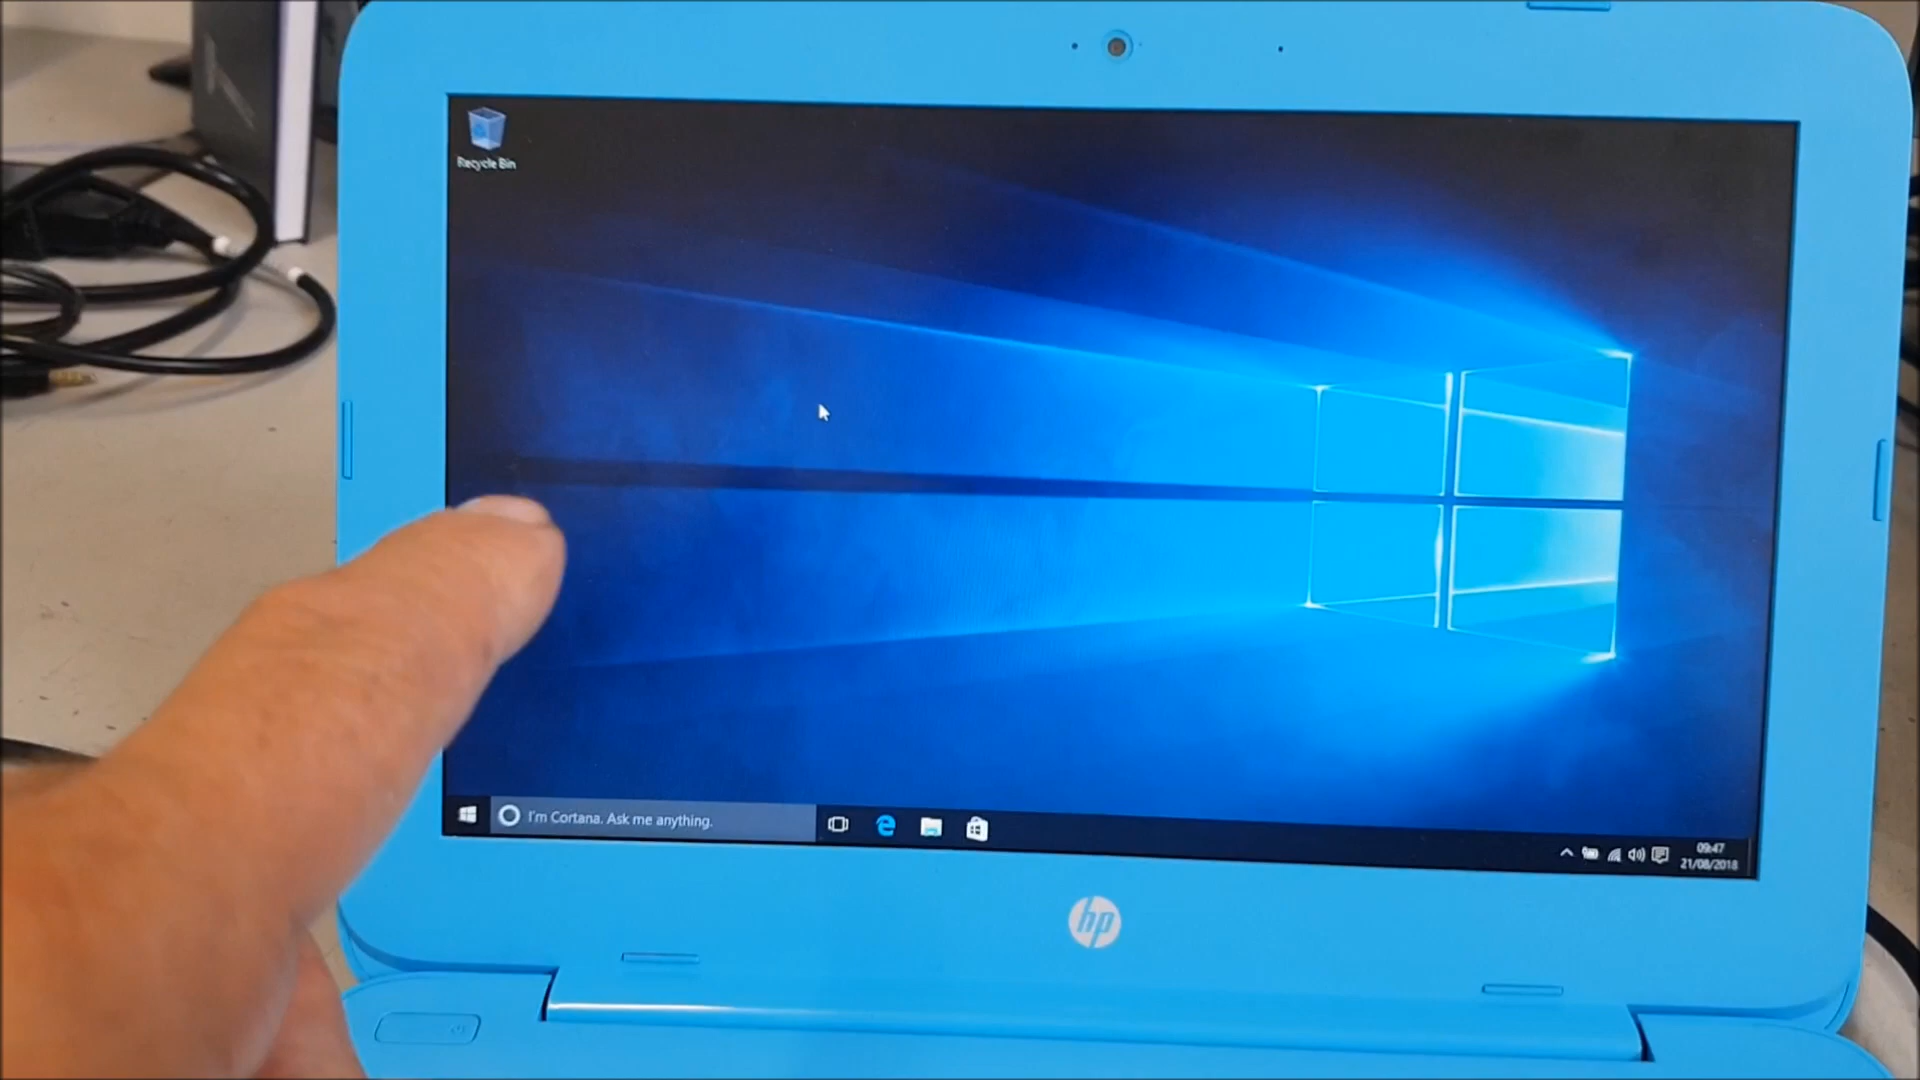 Recycle Bin
I'm Cortana. Ask me anything.
09:47
21/08/2018
hp